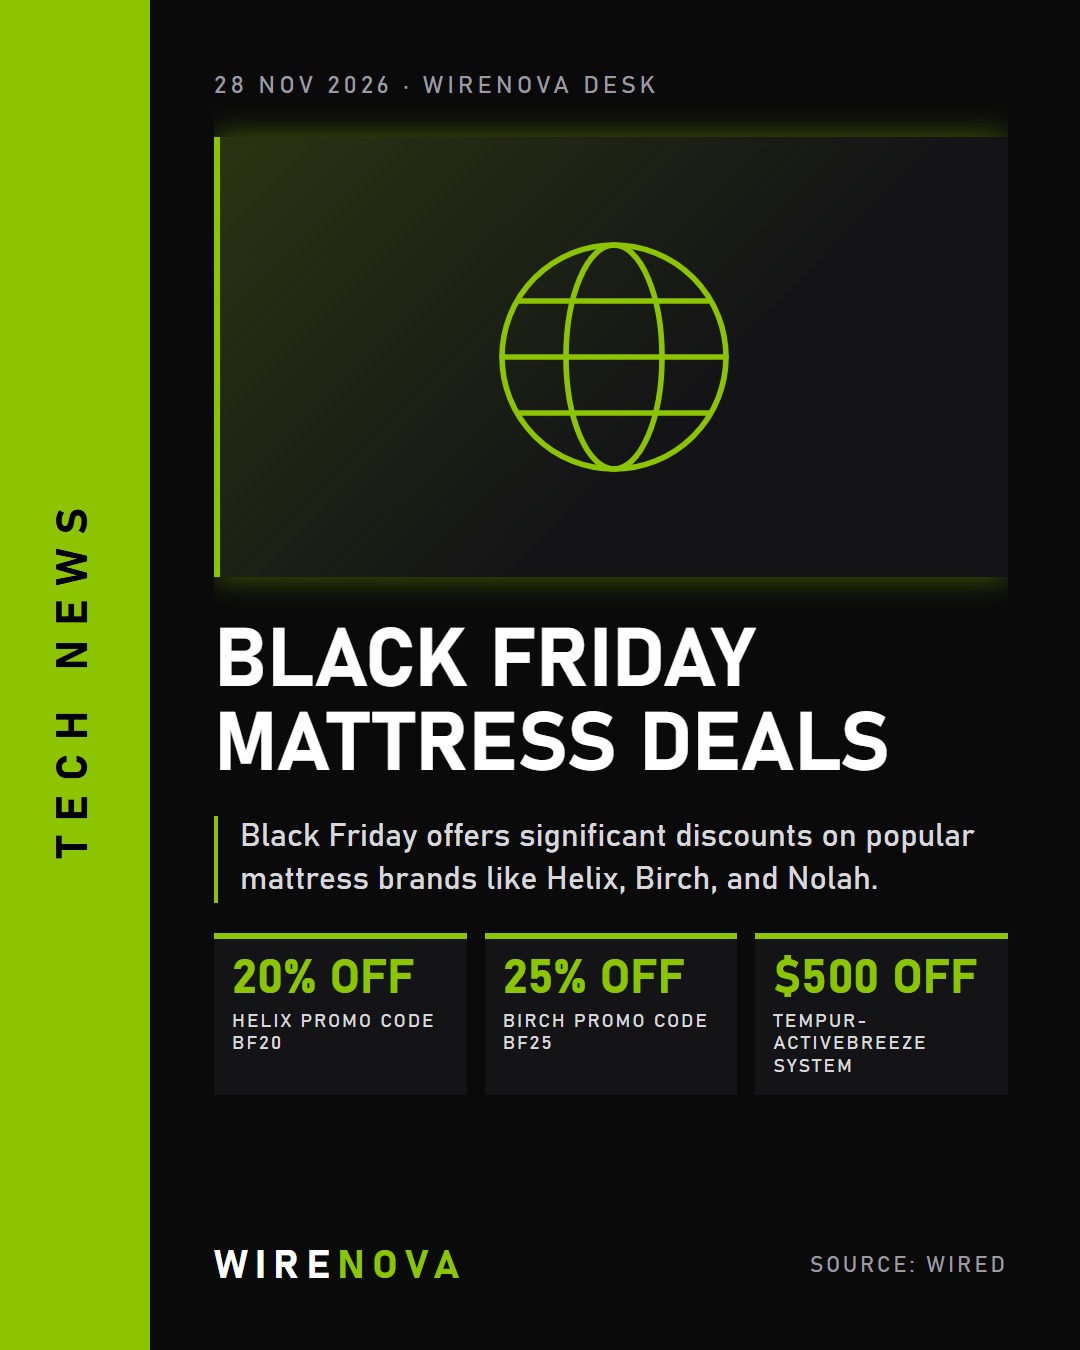 TECH NEWS
28 NOV 2026 · WIRENOVA DESK
BLACK FRIDAY
MATTRESS DEALS
Black Friday offers significant discounts on popular
mattress brands like Helix, Birch, and Nolah.
20% OFF
HELIX PROMO CODE
BF20
25% OFF
BIRCH PROMO CODE
BF25
$500 OFF
TEMPUR-
ACTIVEBREEZE
SYSTEM
WIRENOVA
SOURCE: WIRED